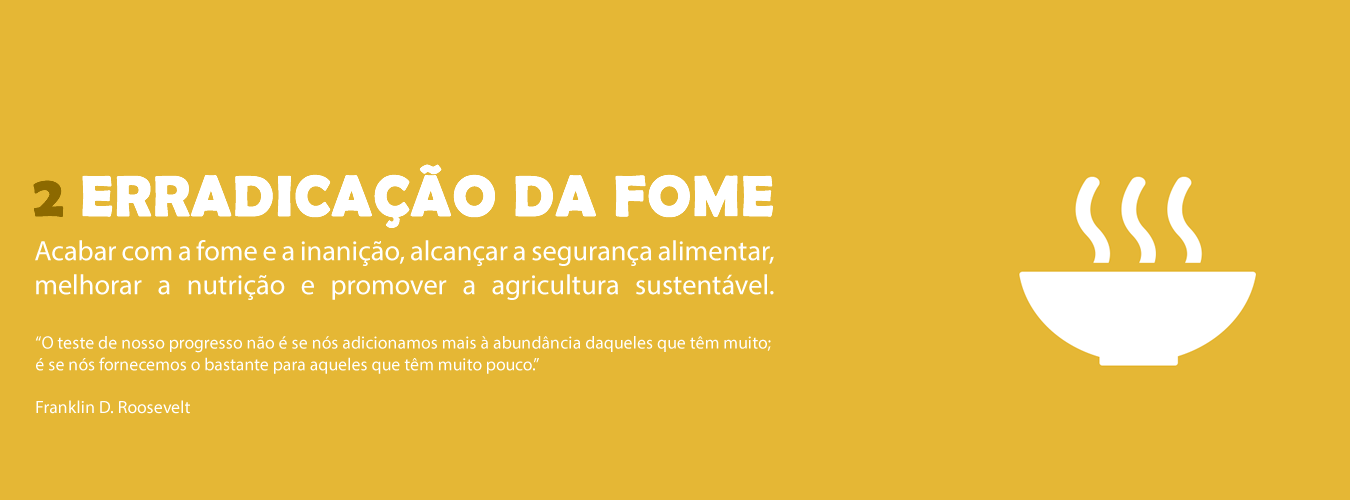 2 ERRADICAÇÃO DA FOME
Acabar com a fome e a inanição, alcançar a segurança alimentar,
melhorar a nutrição e promover a agricultura sustentável.
“O teste de nosso progresso não é se nós adicionamos mais à abundância daqueles que têm muito;
é se nós fornecemos o bastante para aqueles que têm muito pouco.”
Franklin D. Roosevelt